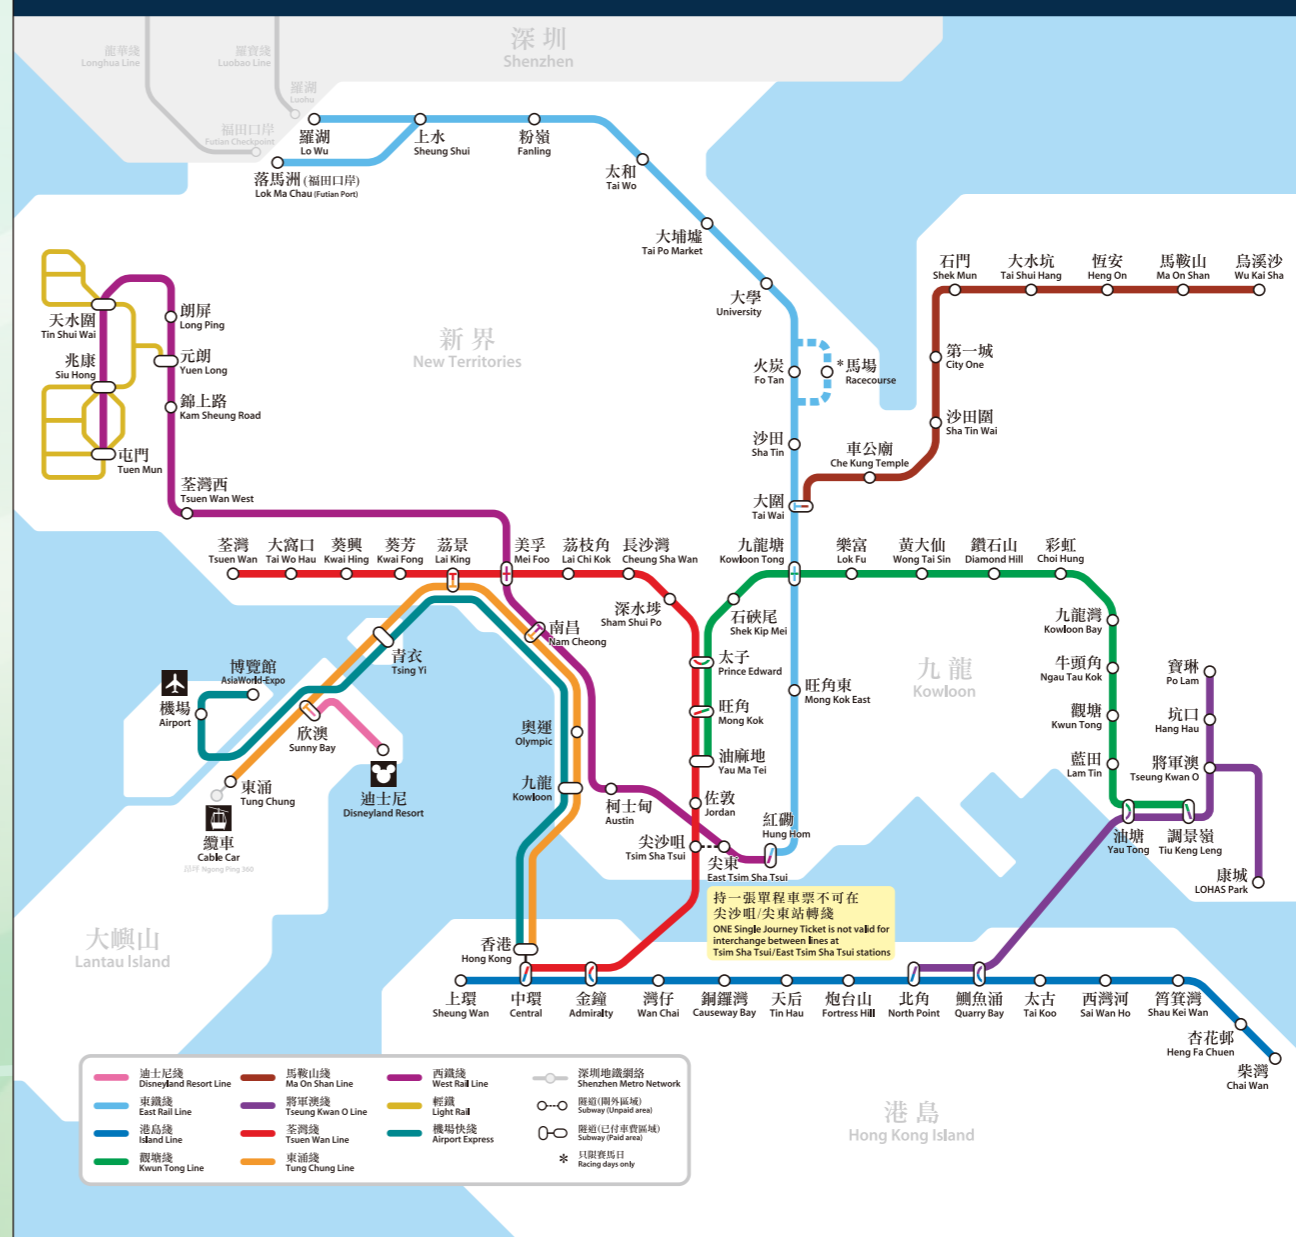 深圳
Shenzhen
龍華綫
Longhua Line
羅寶綫
Luobao Line
羅湖
Luohu
福田口岸
Futian Checkpoint
羅湖
Lo Wu
上水
Sheung Shui
粉嶺
Fanling
落馬洲 (福田口岸)
Lok Ma Chau (Futian Port)
太和
Tai Wo
大埔墟
Tai Po Market
大學
University
火炭
Fo Tan
*馬場
Racecourse
沙田
Sha Tin
大圍
Tai Wai
車公廟
Che Kung Temple
沙田圍
Sha Tin Wai
第一城
City One
石門
Shek Mun
大水坑
Tai Shui Hang
恆安
Heng On
馬鞍山
Ma On Shan
烏溪沙
Wu Kai Sha
新界
New Territories
天水圍
Tin Shui Wai
兆康
Siu Hong
屯門
Tuen Mun
朗屏
Long Ping
元朗
Yuen Long
錦上路
Kam Sheung Road
荃灣西
Tsuen Wan West
荃灣
Tsuen Wan
大窩口
Tai Wo Hau
葵興
Kwai Hing
葵芳
Kwai Fong
荔景
Lai King
美孚
Mei Foo
荔枝角
Lai Chi Kok
長沙灣
Cheung Sha Wan
九龍塘
Kowloon Tong
樂富
Lok Fu
黃大仙
Wong Tai Sin
鑽石山
Diamond Hill
彩虹
Choi Hung
深水埗
Sham Shui Po
石硤尾
Shek Kip Mei
太子
Prince Edward
旺角
Mong Kok
油麻地
Yau Ma Tei
佐敦
Jordan
尖沙咀
Tsim Sha Tsui
尖東
East Tsim Sha Tsui
紅磡
Hung Hom
旺角東
Mong Kok East
九龍
Kowloon
九龍灣
Kowloon Bay
牛頭角
Ngau Tau Kok
觀塘
Kwun Tong
藍田
Lam Tin
油塘
Yau Tong
調景嶺
Tiu Keng Leng
寶琳
Po Lam
坑口
Hang Hau
將軍澳
Tseung Kwan O
康城
LOHAS Park
南昌
Nam Cheong
奧運
Olympic
九龍
Kowloon
柯士甸
Austin
青衣
Tsing Yi
博覽館
AsiaWorld-Expo
機場
Airport
欣澳
Sunny Bay
東涌
Tung Chung
迪士尼
Disneyland Resort
纜車
Cable Car
昂坪 Ngong Ping 360
大嶼山
Lantau Island
持一張單程車票不可在
尖沙咀/尖東站轉綫
ONE Single Journey Ticket is not valid for
interchange between lines at
Tsim Sha Tsui/East Tsim Sha Tsui stations
香港
Hong Kong
上環
Sheung Wan
中環
Central
金鐘
Admiralty
灣仔
Wan Chai
銅鑼灣
Causeway Bay
天后
Tin Hau
炮台山
Fortress Hill
北角
North Point
鰂魚涌
Quarry Bay
太古
Tai Koo
西灣河
Sai Wan Ho
筲箕灣
Shau Kei Wan
杏花邨
Heng Fa Chuen
柴灣
Chai Wan
港島
Hong Kong Island
迪士尼綫
Disneyland Resort Line
東鐵綫
East Rail Line
港島綫
Island Line
觀塘綫
Kwun Tong Line
馬鞍山綫
Ma On Shan Line
將軍澳綫
Tseung Kwan O Line
荃灣綫
Tsuen Wan Line
東涌綫
Tung Chung Line
西鐵綫
West Rail Line
輕鐵
Light Rail
機場快綫
Airport Express
深圳地鐵網絡
Shenzhen Metro Network
隧道(閘外區域)
Subway (Unpaid area)
隧道(已付車費區域)
Subway (Paid area)
* 只限賽馬日
Racing days only